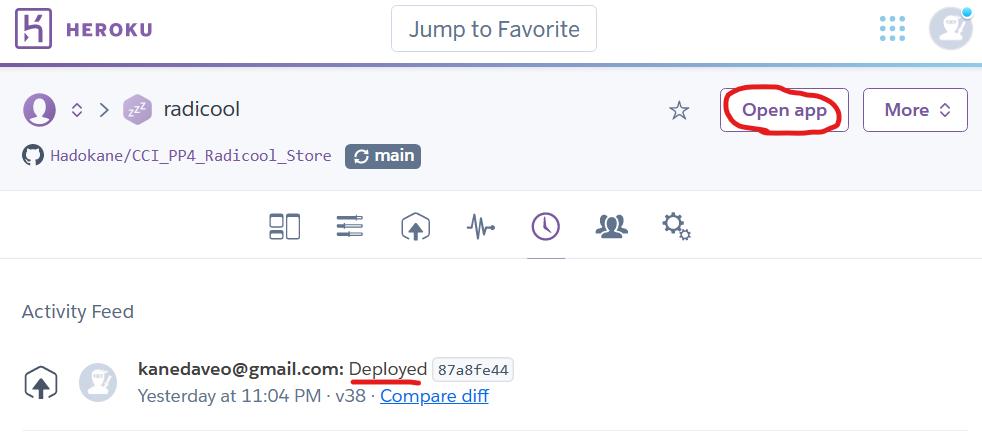 HEROKU
Jump to Favorite
zzz
radicool
Open app
More
Hadokane/CCI_PP4_Radicool_Store
main
Activity Feed
kanedaveo@gmail.com: Deployed 87a8fe44
Yesterday at 11:04 PM · v38 · Compare diff